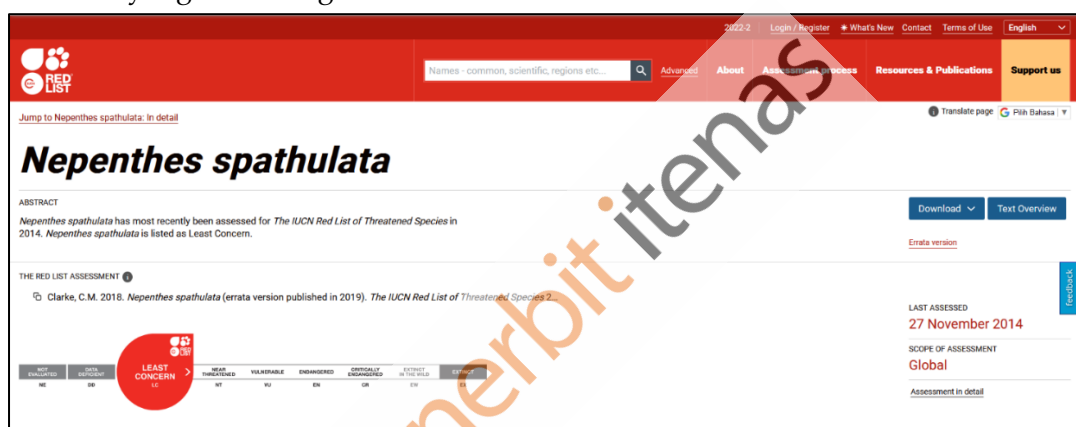 2022-2 Login / Register ✳ What's New Contact Terms of Use English
RED LIST
Names - common, scientific, regions etc... Advanced About Assessment process Resources & Publications Support us
Jump to Nepenthes spathulata: In detail
Translate page G Pilih Bahasa ▼
Nepenthes spathulata
ABSTRACT
Nepenthes spathulata has most recently been assessed for The IUCN Red List of Threatened Species in
2014. Nepenthes spathulata is listed as Least Concern.
Download Text Overview
Errata version
THE RED LIST ASSESSMENT
Clarke, C.M. 2018. Nepenthes spathulata (errata version published in 2019). The IUCN Red List of Threatened Species 2...
feedback
LAST ASSESSED
27 November 2014
SCOPE OF ASSESSMENT
Global
Assessment in detail
NOT EVALUATED DATA DEFICIENT LEAST CONCERN > NEAR THREATENED VULNERABLE ENDANGERED CRITICALLY ENDANGERED EXTINCT IN THE WILD EXTINCT
NE DD LC NT VU EN CR EW EX
nerbit itenas